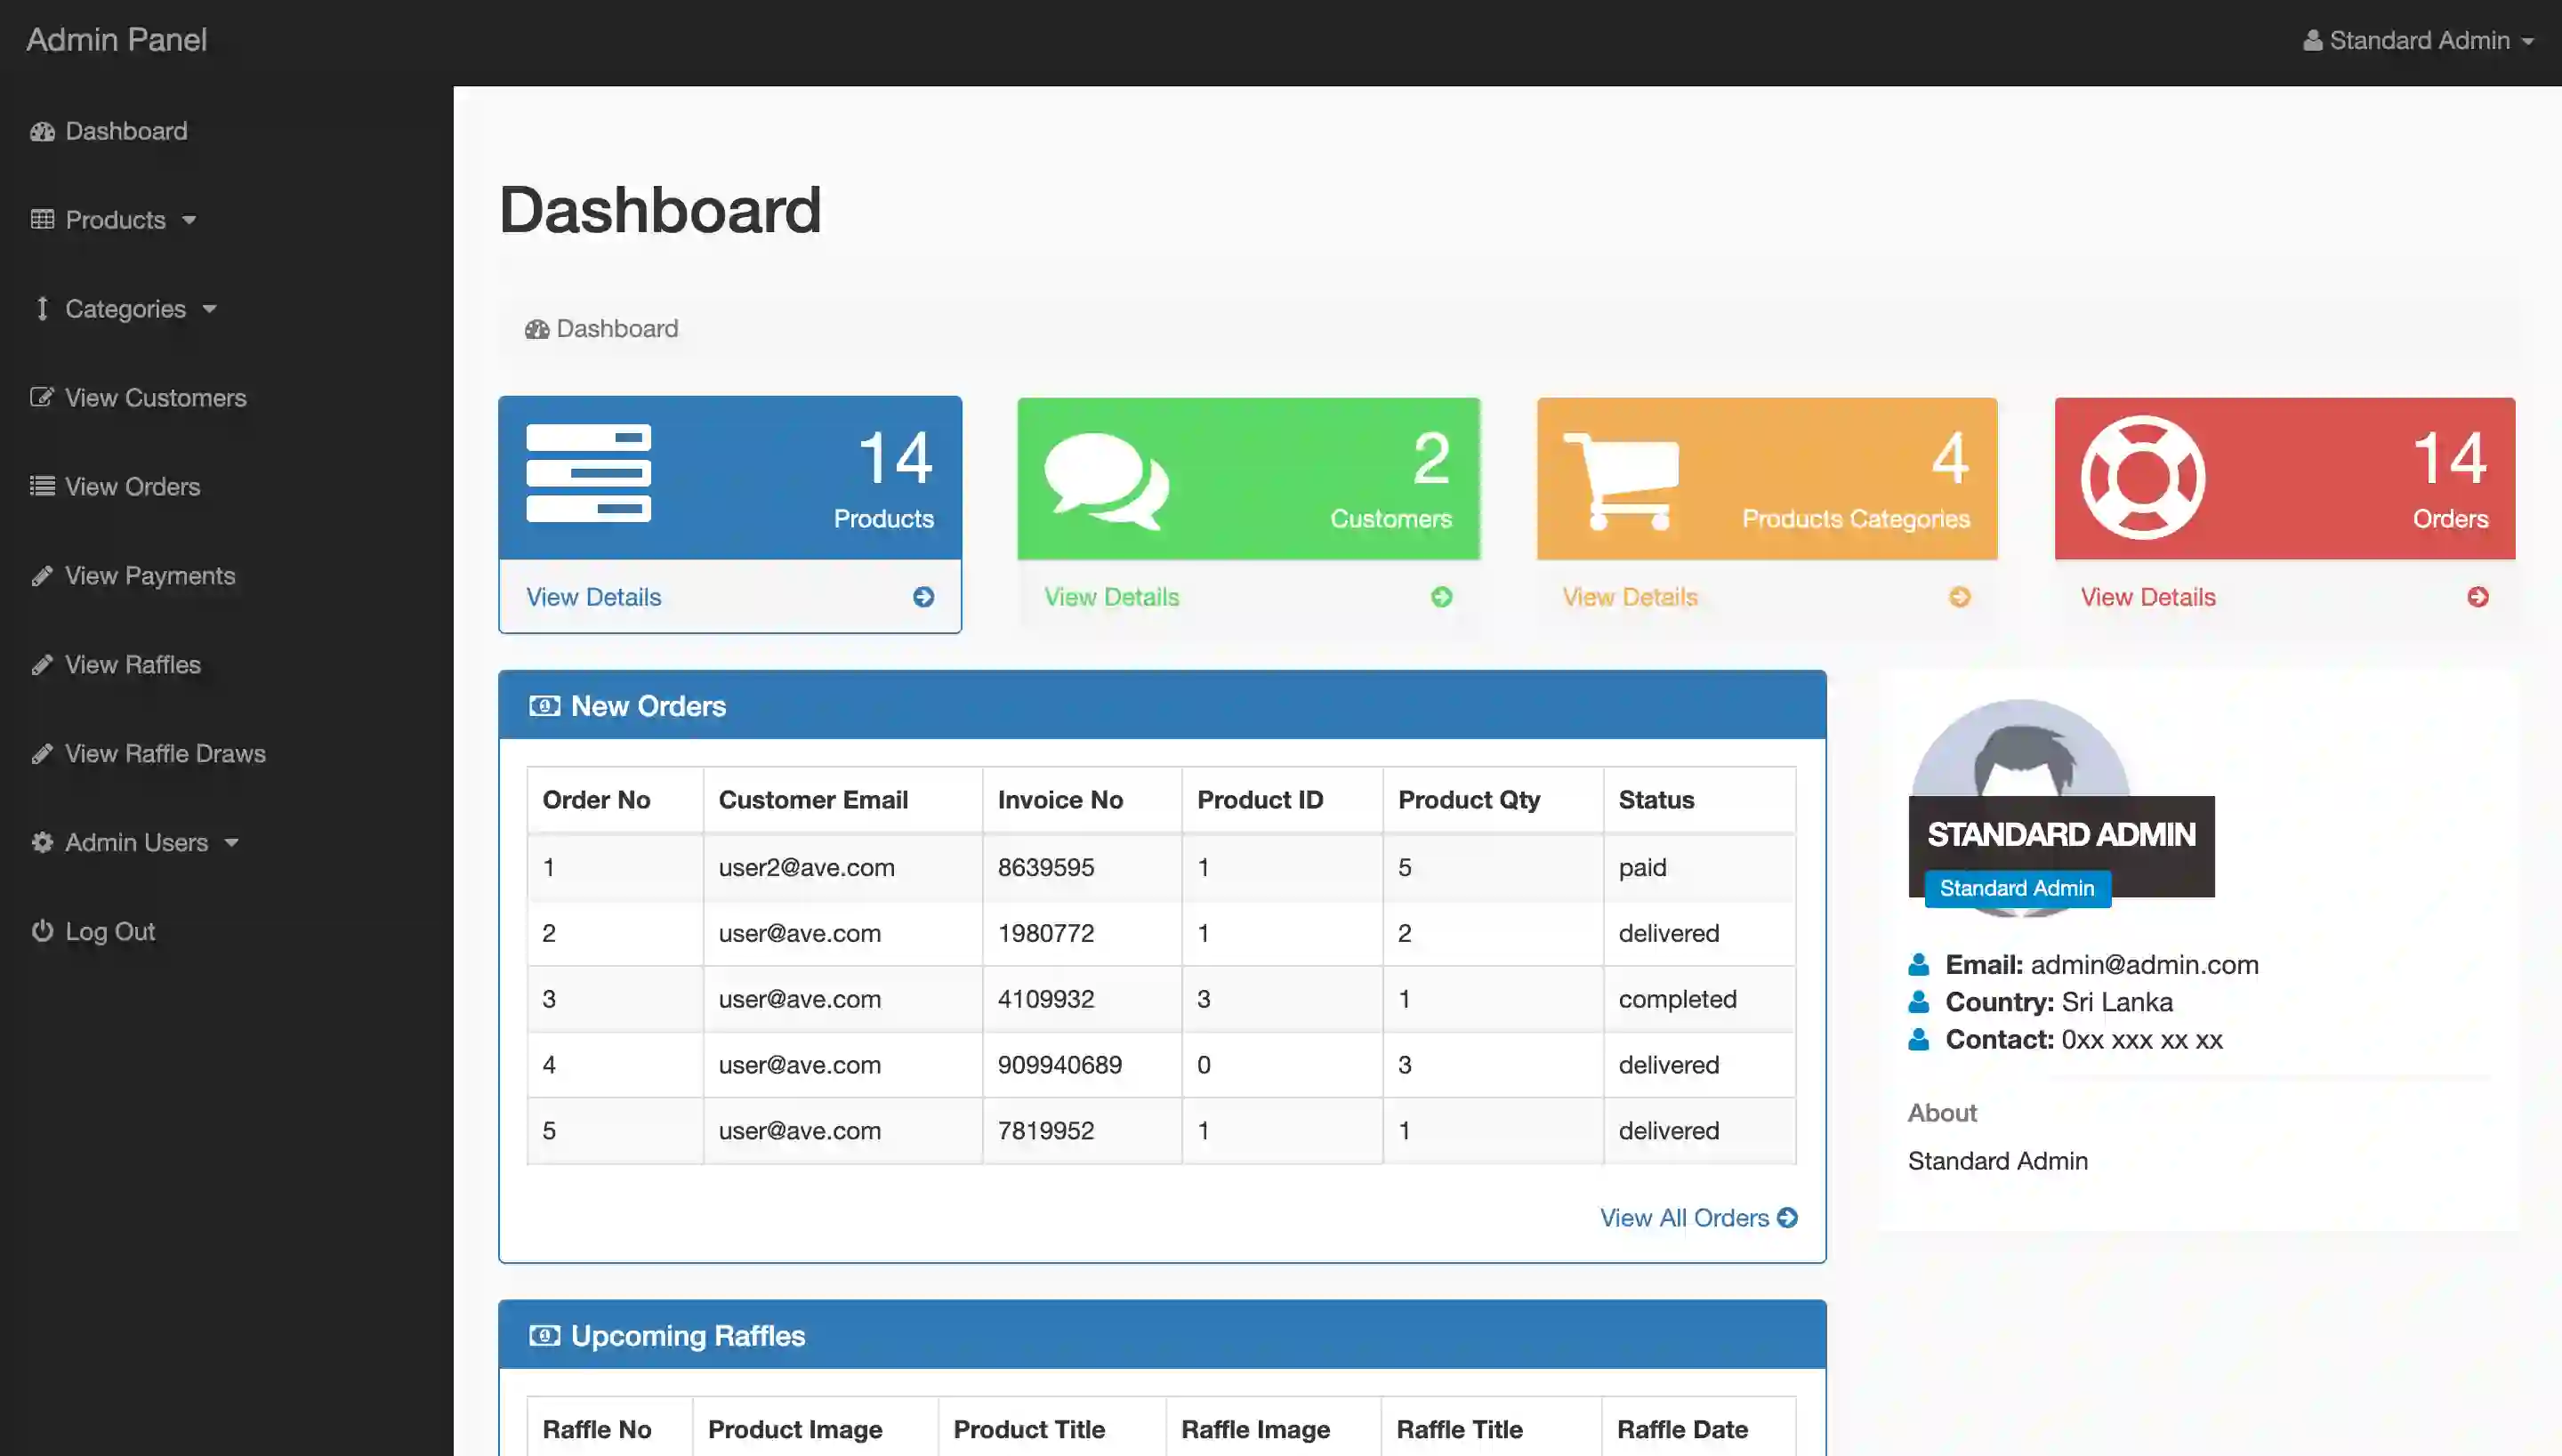 Admin Panel
Standard Admin
Dashboard
Products
Categories
View Customers
View Orders
View Payments
View Raffles
View Raffle Draws
Admin Users
Log Out
Dashboard
Dashboard
14
Products
View Details
2
Customers
View Details
4
Products Categories
View Details
14
Orders
View Details
New Orders
Order No Customer Email Invoice No Product ID Product Qty Status
1 user2@ave.com 8639595 1 5 paid
2 user@ave.com 1980772 1 2 delivered
3 user@ave.com 4109932 3 1 completed
4 user@ave.com 909940689 0 3 delivered
5 user@ave.com 7819952 1 1 delivered
View All Orders
STANDARD ADMIN
Standard Admin
Email: admin@admin.com
Country: Sri Lanka
Contact: 0xx xxx xx xx
About
Standard Admin
Upcoming Raffles
Raffle No Product Image Product Title Raffle Image Raffle Title Raffle Date